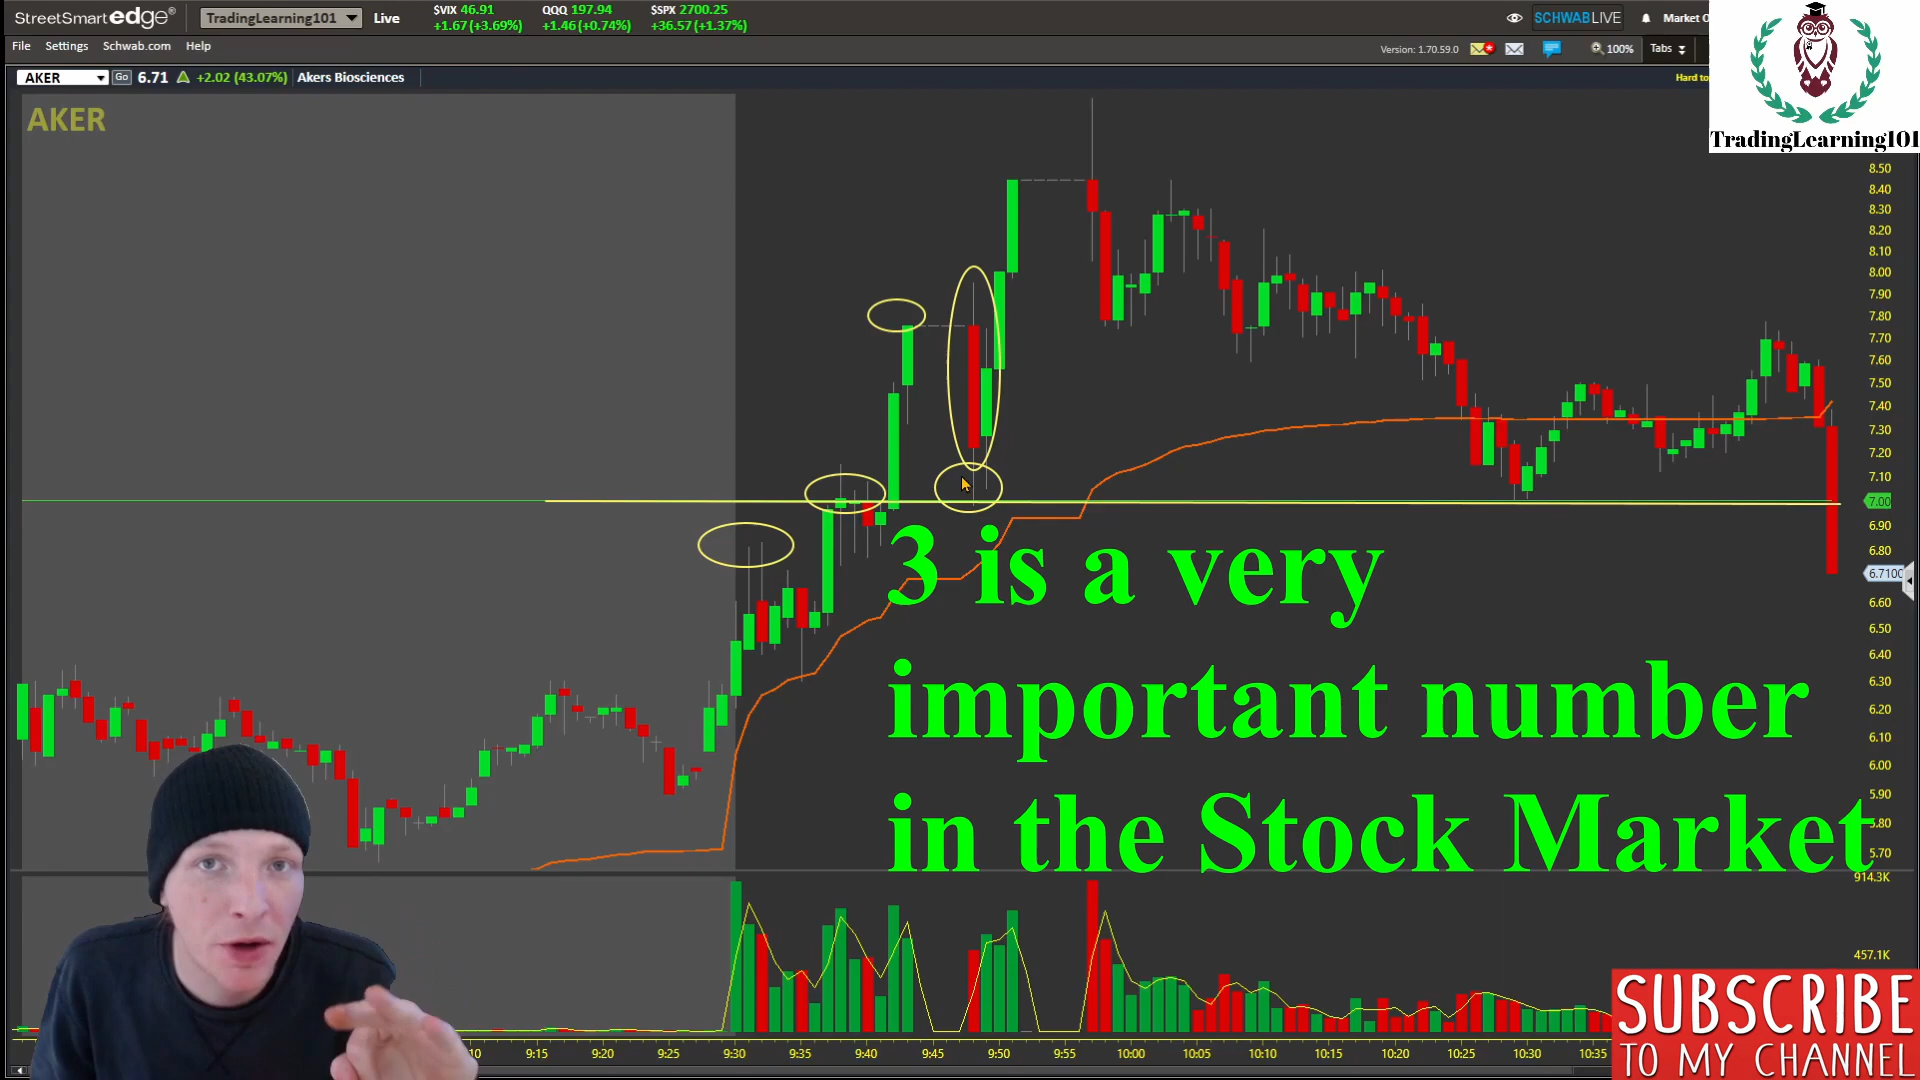 StreetSmart edge®
TradingLearning101
Live
$VIX 46.91
+1.67 (+3.69%)
QQQ 197.94
+1.46 (+0.74%)
$SPX 2700.25
+36.57 (+1.37%)
SCHWABLIVE
Market O
File Settings Schwab.com Help
Version: 1.70.59.0
100%
Tabs
AKER
Go
6.71
+2.02 (43.07%)
Akers Biosciences
Hard to
TradingLearning101
AKER
8.50
8.40
8.30
8.20
8.10
8.00
7.90
7.80
7.70
7.60
7.50
7.40
7.30
7.20
7.10
7.00
6.90
6.80
6.7100
6.60
6.50
6.40
6.30
6.20
6.10
6.00
5.90
5.80
5.70
3 is a very
important number
in the Stock Market
914.3K
457.1K
SUBSCRIBE
TO MY CHANNEL
:10 9:15 9:20 9:25 9:30 9:35 9:40 9:45 9:50 9:55 10:00 10:05 10:10 10:15 10:20 10:25 10:30 10:35